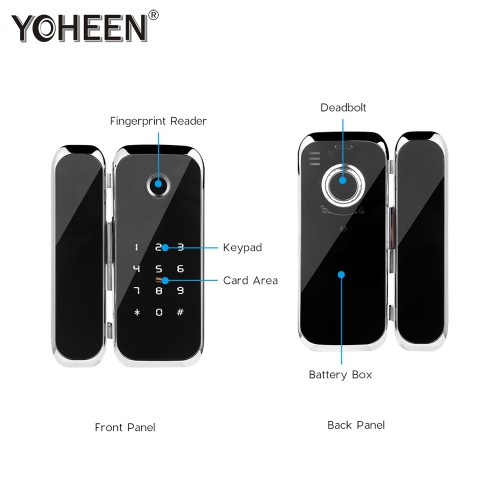 YOHEEN®
Fingerprint Reader
Deadbolt
1 2 3
Keypad
4 5 6
Card Area
7 8 9
* 0 #
Battery Box
Front Panel
Back Panel